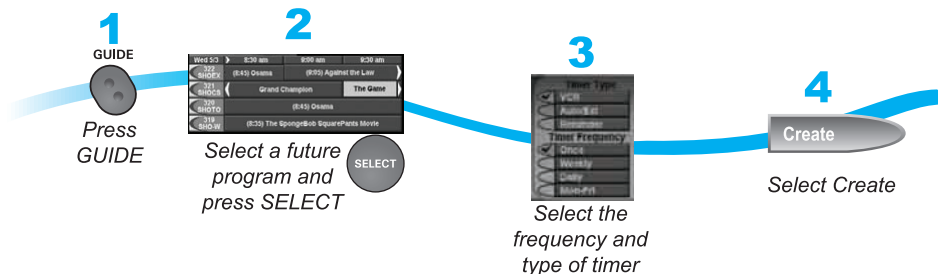 1
GUIDE
Press
GUIDE
2
Wed 5/3 8:30 am 9:00 am 9:30 am
322 SHOEX (8:45) Osama (9:05) Against the Law
321 SHOCS Grand Champion The Game
320 SHOTO (8:45) Osama
319 SHO-W (8:35) The SpongeBob SquarePants Movie
Select a future
program and
press SELECT
SELECT
3
Timer Type
VCR
Autotune
Reminder
Timer Frequency
Once
Weekly
Daily
Mon-Fri
Select the
frequency and
type of timer
4
Create
Select Create